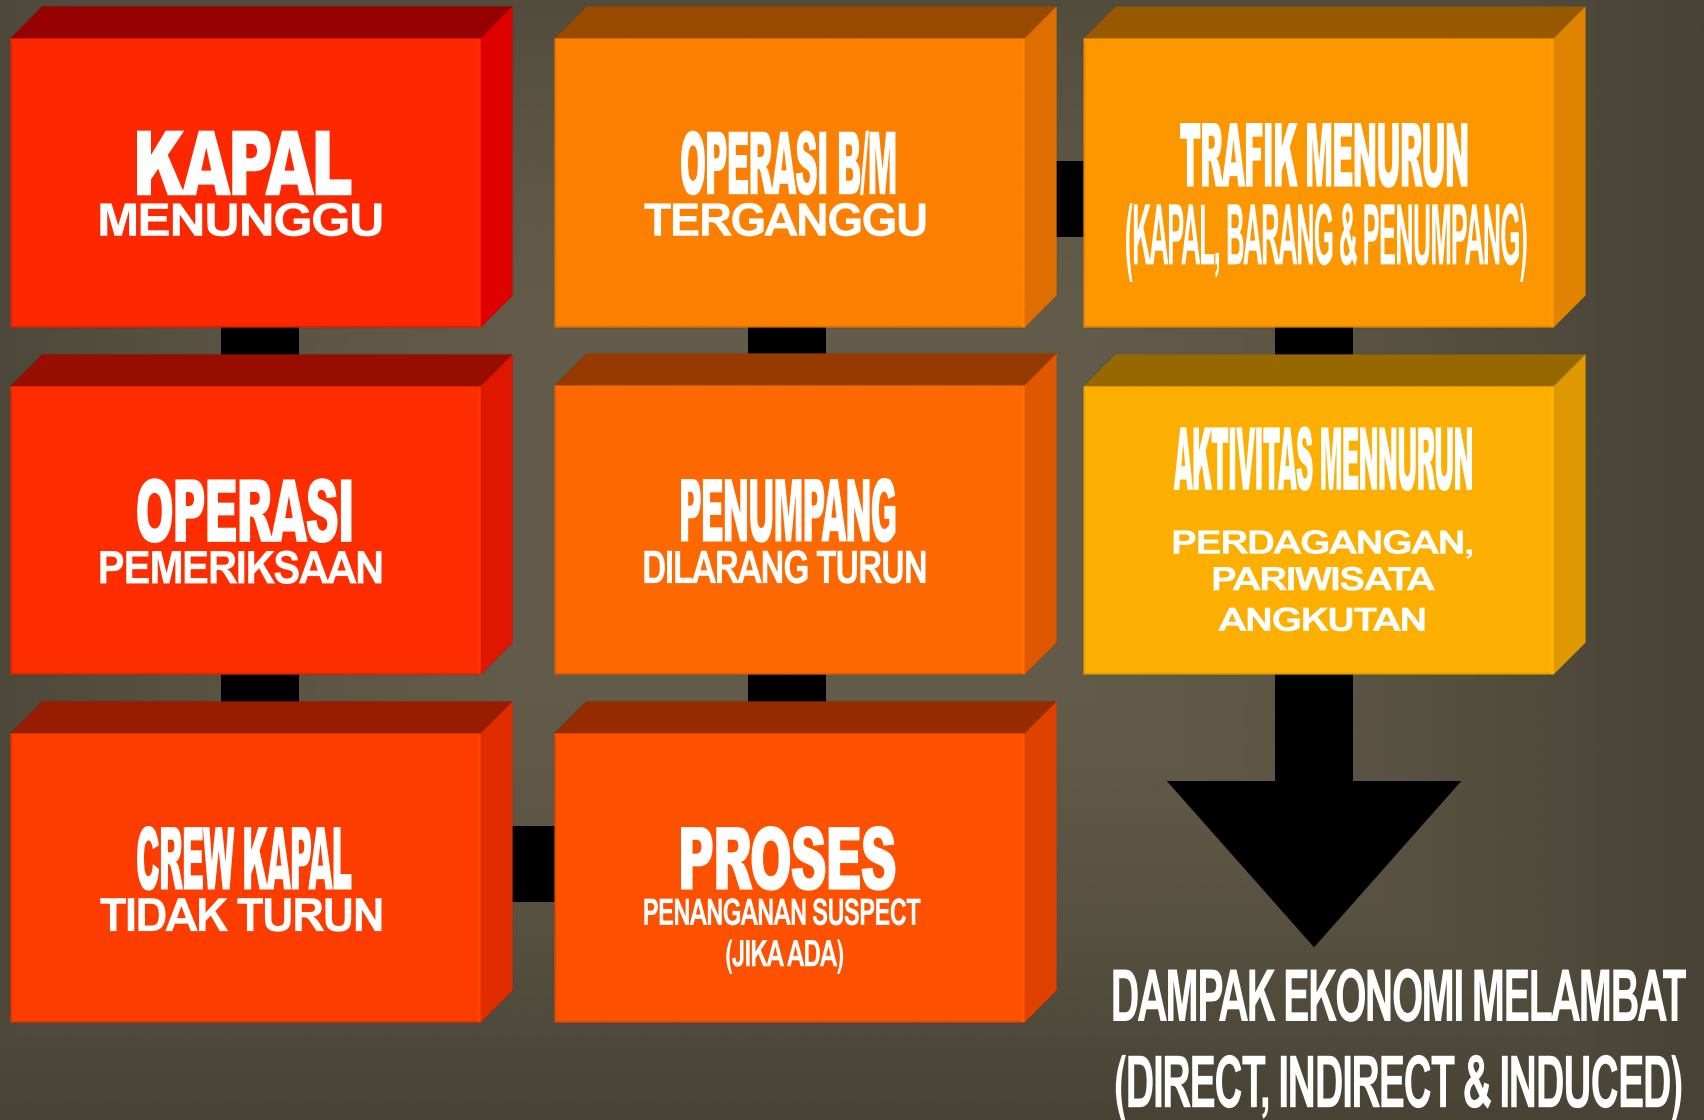 KAPAL
MENUNGGU
OPERASI
PEMERIKSAAN
CREW KAPAL
TIDAK TURUN
PROSES
PENANGANAN SUSPECT
(JIKA ADA)
PENUMPANG
DILARANG TURUN
OPERASI B/M
TERGANGGU
TRAFIK MENURUN
(KAPAL, BARANG & PENUMPANG)
AKTIVITAS MENNURUN
PERDAGANGAN,
PARIWISATA
ANGKUTAN
DAMPAK EKONOMI MELAMBAT
(DIRECT, INDIRECT & INDUCED)